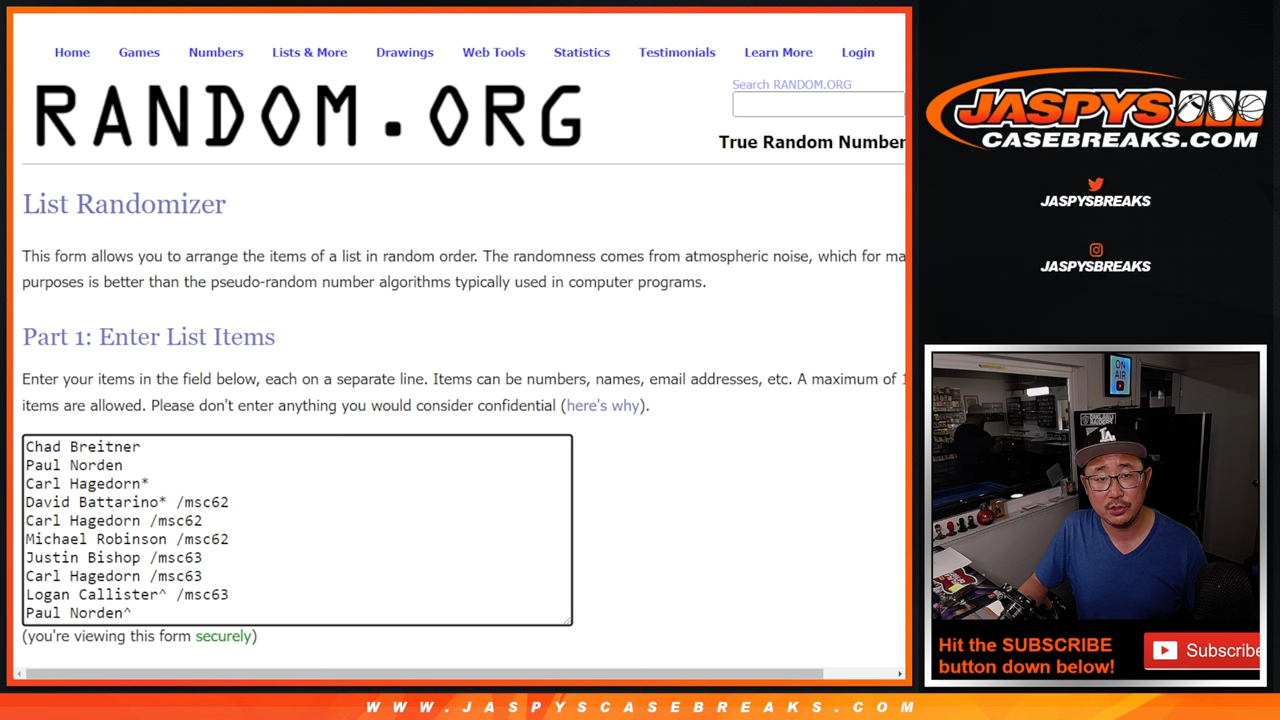 Home Games Numbers Lists & More Drawings Web Tools Statistics Testimonials Learn More Login
RANDOM.ORG
Search RANDOM.ORG
True Random Number
List Randomizer
This form allows you to arrange the items of a list in random order. The randomness comes from atmospheric noise, which for ma
purposes is better than the pseudo-random number algorithms typically used in computer programs.
Part 1: Enter List Items
Enter your items in the field below, each on a separate line. Items can be numbers, names, email addresses, etc. A maximum of 1
items are allowed. Please don't enter anything you would consider confidential (here's why).
Chad Breitner
Paul Norden
Carl Hagedorn*
David Battarino* /msc62
Carl Hagedorn /msc62
Michael Robinson /msc62
Justin Bishop /msc63
Carl Hagedorn /msc63
Logan Callister^ /msc63
Paul Norden^
(you're viewing this form securely)
JASPYS
CASEBREAKS.COM
JASPYSBREAKS
JASPYSBREAKS
ON
AIR
LA
Hit the SUBSCRIBE
button down below!
Subscribe
WWW.JASPYSCASEBREAKS.COM